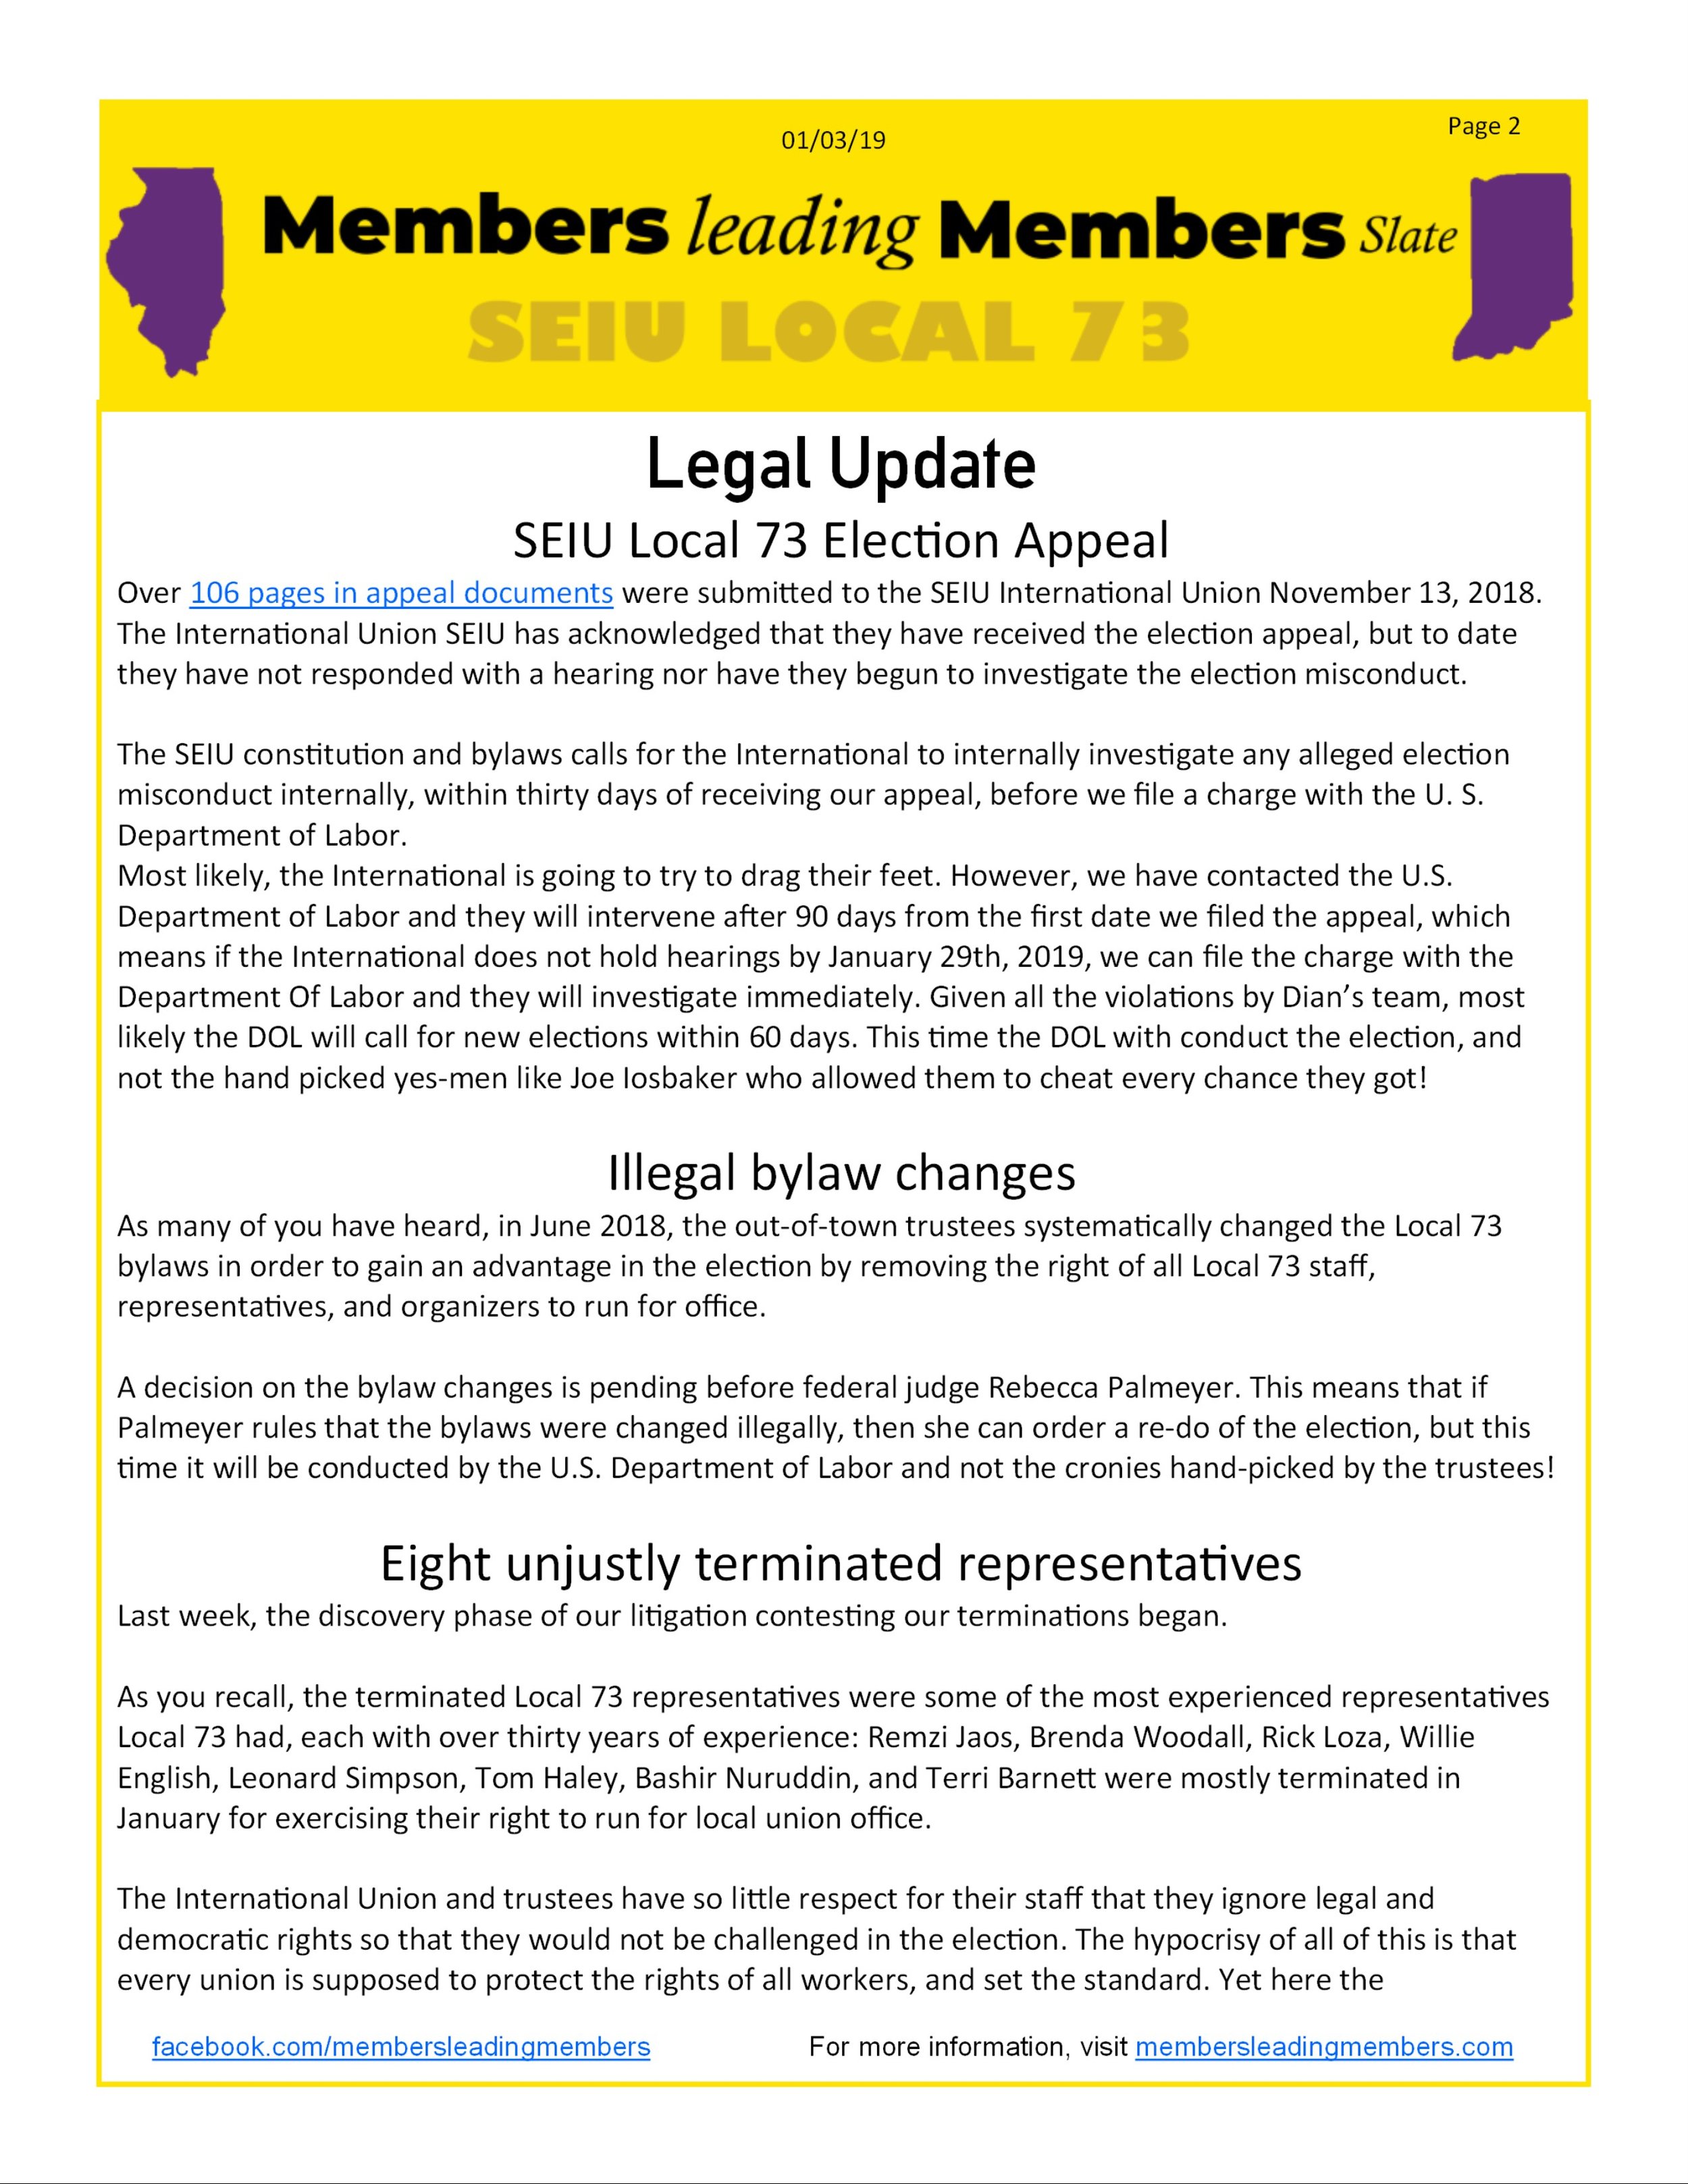 01/03/19
Page 2
Members leading Members Slate
SEIU LOCAL 73
Legal Update
SEIU Local 73 Election Appeal
Over 106 pages in appeal documents were submitted to the SEIU International Union November 13, 2018.
The International Union SEIU has acknowledged that they have received the election appeal, but to date
they have not responded with a hearing nor have they begun to investigate the election misconduct.
The SEIU constitution and bylaws calls for the International to internally investigate any alleged election
misconduct internally, within thirty days of receiving our appeal, before we file a charge with the U. S.
Department of Labor.
Most likely, the International is going to try to drag their feet. However, we have contacted the U.S.
Department of Labor and they will intervene after 90 days from the first date we filed the appeal, which
means if the International does not hold hearings by January 29th, 2019, we can file the charge with the
Department Of Labor and they will investigate immediately. Given all the violations by Dian’s team, most
likely the DOL will call for new elections within 60 days. This time the DOL with conduct the election, and
not the hand picked yes-men like Joe Iosbaker who allowed them to cheat every chance they got!
Illegal bylaw changes
As many of you have heard, in June 2018, the out-of-town trustees systematically changed the Local 73
bylaws in order to gain an advantage in the election by removing the right of all Local 73 staff,
representatives, and organizers to run for office.
A decision on the bylaw changes is pending before federal judge Rebecca Palmeyer. This means that if
Palmeyer rules that the bylaws were changed illegally, then she can order a re-do of the election, but this
time it will be conducted by the U.S. Department of Labor and not the cronies hand-picked by the trustees!
Eight unjustly terminated representatives
Last week, the discovery phase of our litigation contesting our terminations began.
As you recall, the terminated Local 73 representatives were some of the most experienced representatives
Local 73 had, each with over thirty years of experience: Remzi Jaos, Brenda Woodall, Rick Loza, Willie
English, Leonard Simpson, Tom Haley, Bashir Nuruddin, and Terri Barnett were mostly terminated in
January for exercising their right to run for local union office.
The International Union and trustees have so little respect for their staff that they ignore legal and
democratic rights so that they would not be challenged in the election. The hypocrisy of all of this is that
every union is supposed to protect the rights of all workers, and set the standard. Yet here the
facebook.com/membersleadingmembers
For more information, visit membersleadingmembers.com